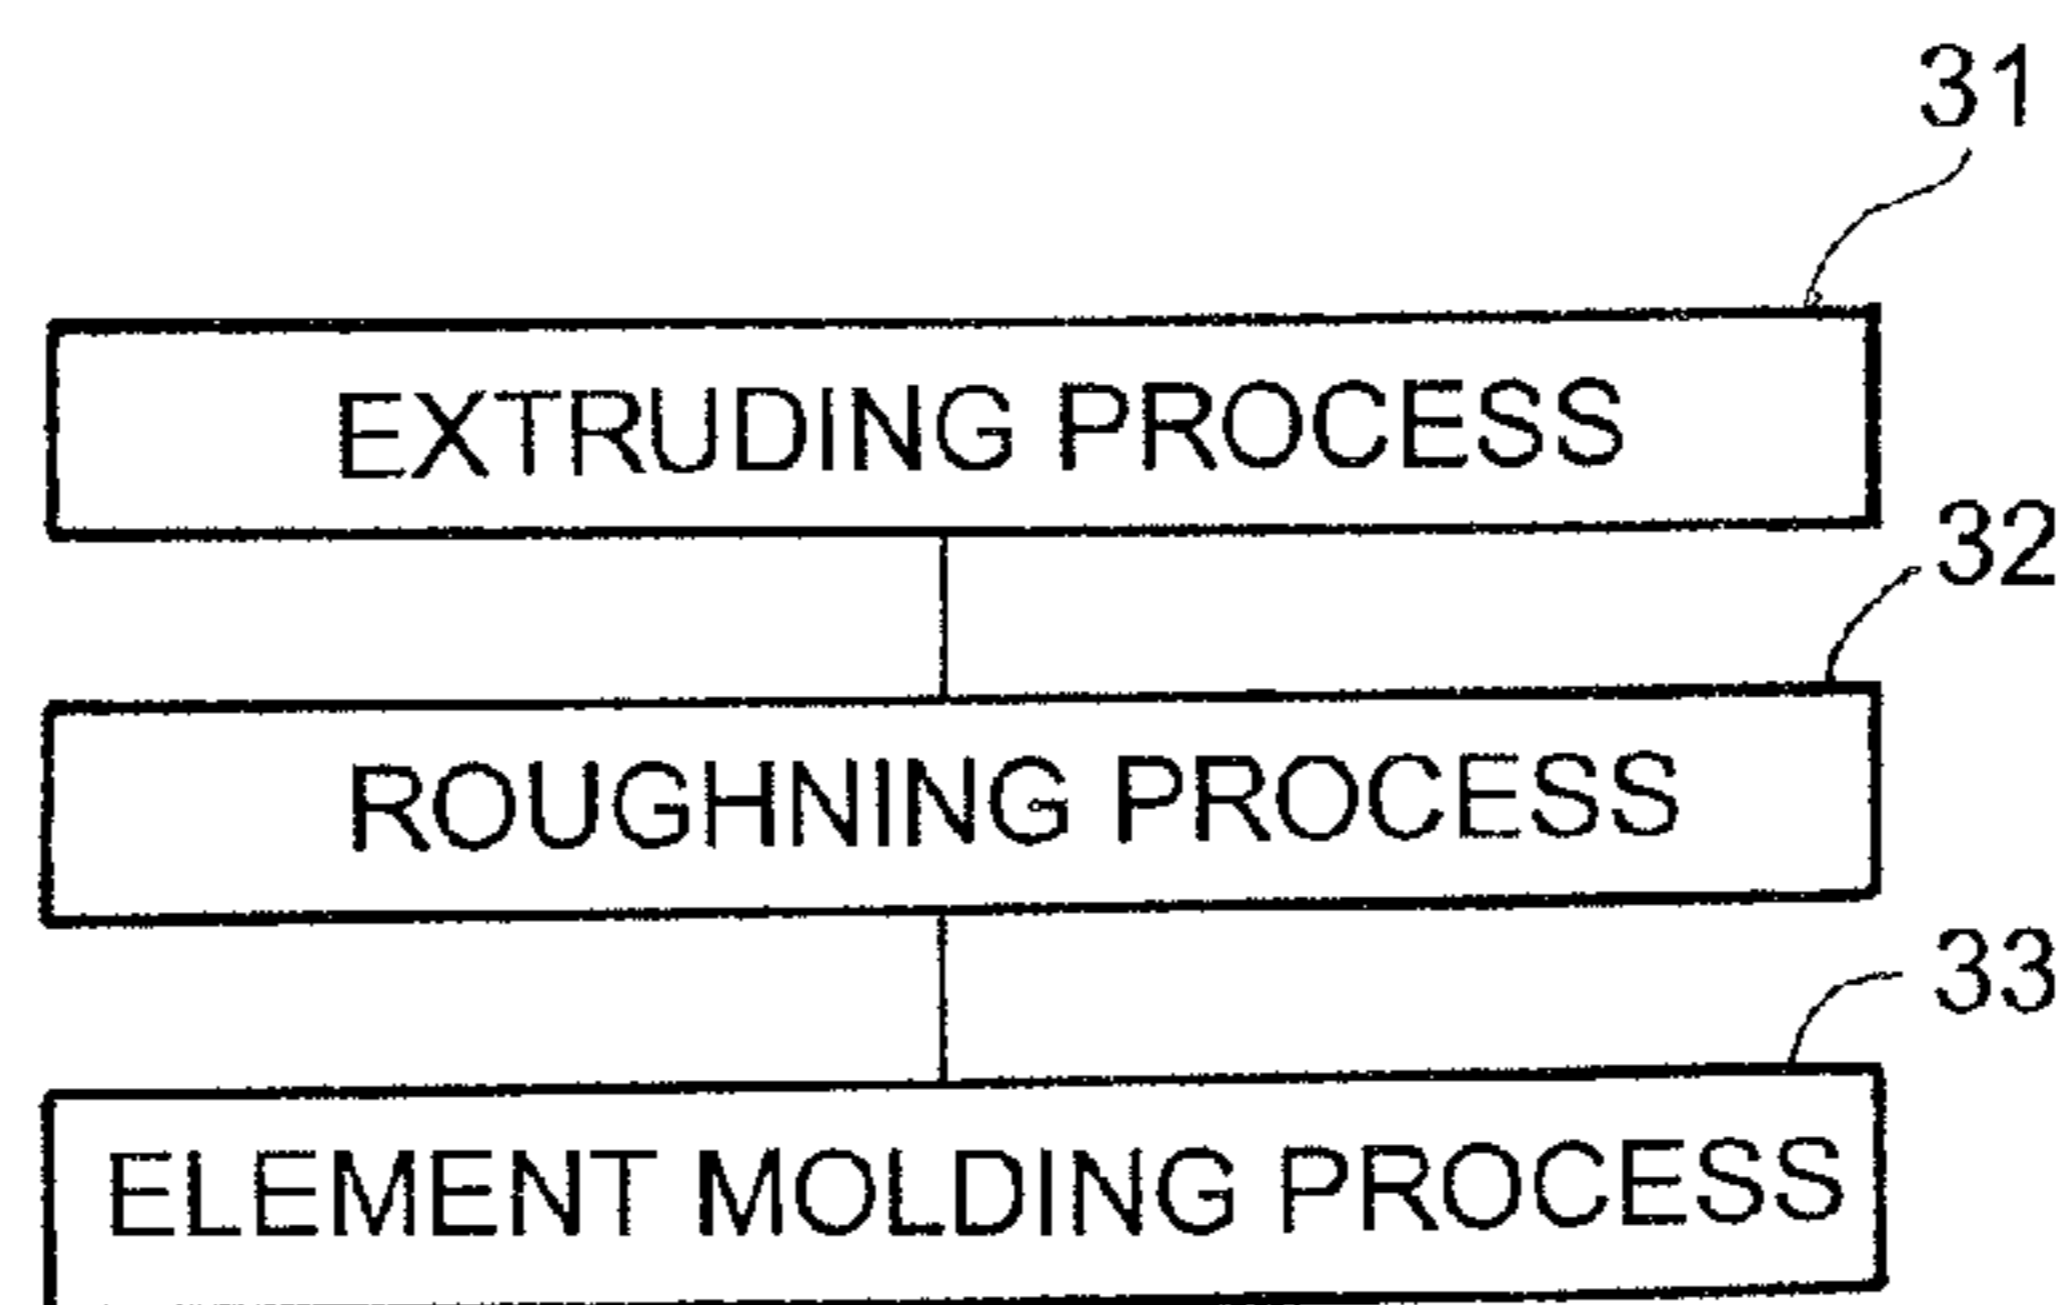 31
EXTRUDING PROCESS
32
ROUGHNING PROCESS
33
ELEMENT MOLDING PROCESS